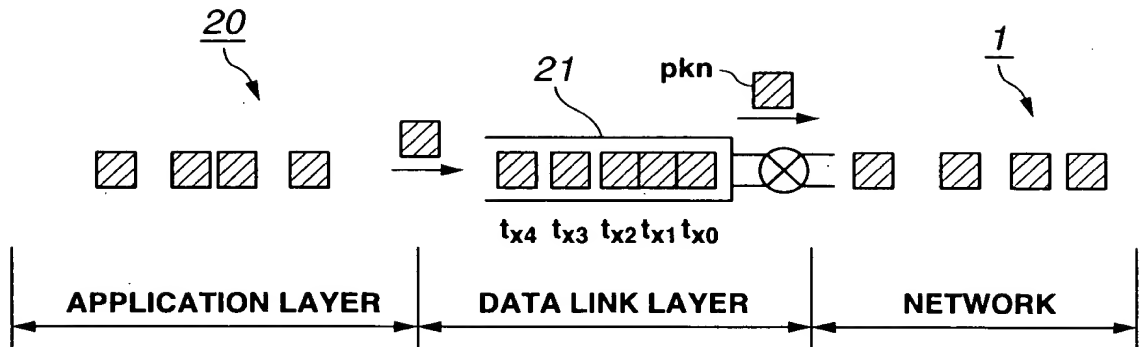 20
21
pkn
1
tx4 tx3 tx2 tx1 tx0
APPLICATION LAYER
DATA LINK LAYER
NETWORK